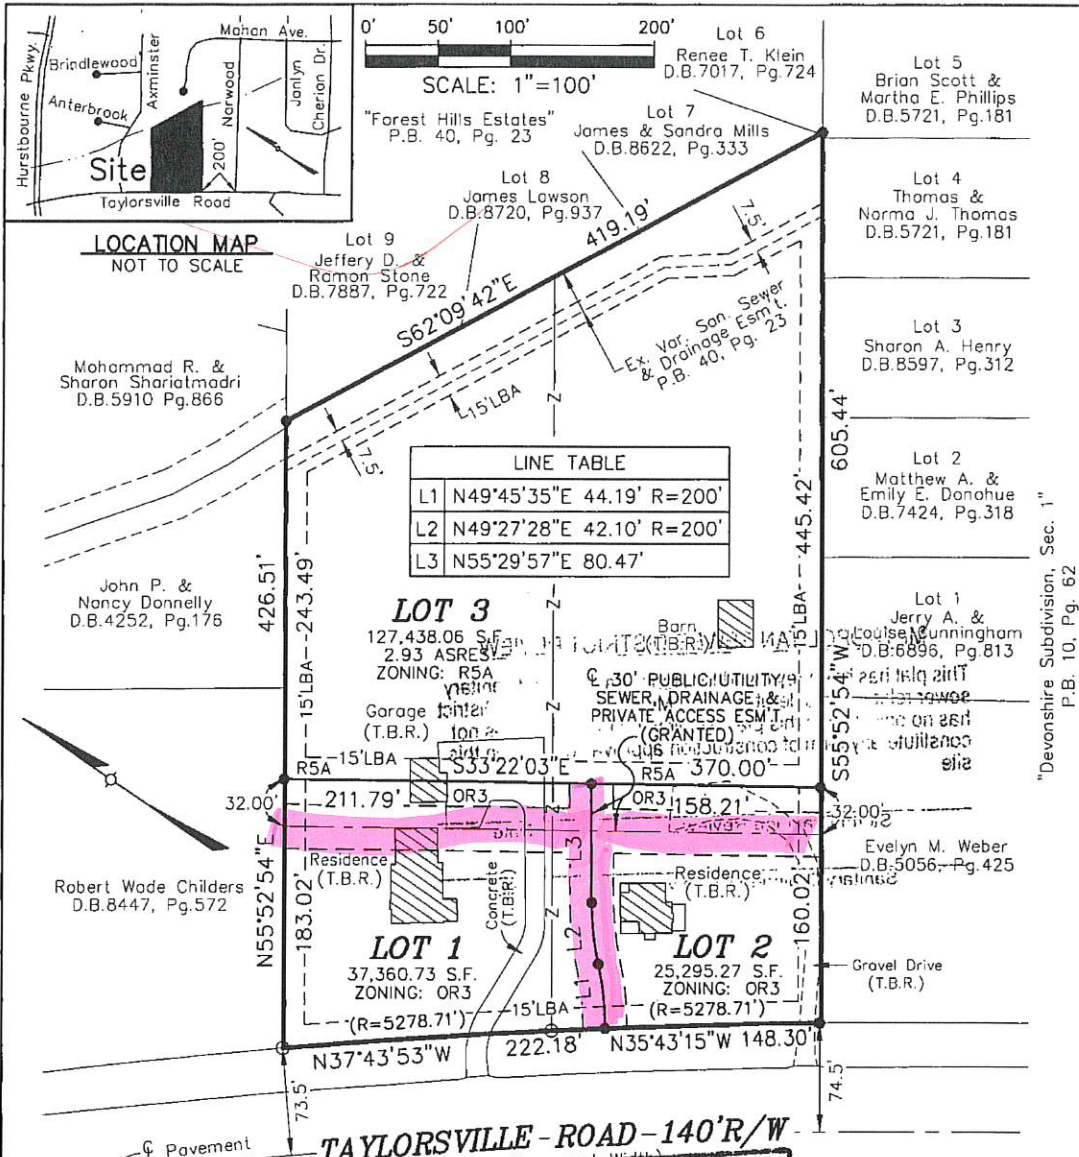 Mahan Ave.
Hurstbourne Pkwy.
Brindlewood
Axminster
Narwood
Janlyn
Cherian Dr.
Anterbrook
Site
200'
Taylorsville Road
LOCATION MAP
NOT TO SCALE
0' 50' 100' 200'
SCALE: 1"=100'
"Forest Hills Estates"
P.B. 40, Pg. 23
Lot 6
Renee T. Klein
D.B.7017, Pg.724
Lot 7
James & Sandra Mills
D.B.8622, Pg.333
Lot 8
James Lawson
D.B.8720, Pg.937
Lot 9
Jeffery D. &
Ramon Stone
D.B.7887, Pg.722
Lot 5
Brian Scott &
Martha E. Phillips
D.B.5721, Pg.181
Lot 4
Thomas &
Norma J. Thomas
D.B.5721, Pg.181
Lot 3
Sharon A. Henry
D.B.8597, Pg.312
Lot 2
Matthew A. &
Emily E. Donahue
D.B.7424, Pg.318
Lot 1
Jerry A. &
Louise Cunningham
D.B.6896, Pg.813
"Devonshire Subdivision, Sec. 1"
P.B. 10, Pg. 62
Mohammad R. &
Sharon Shariatmadri
D.B.5910 Pg.866
John P. &
Nancy Donnelly
D.B.4252, Pg.176
S62°09'42"E
419.19'
7.5'
Ex. Var. San. Sewer
& Drainage Esm't.
P.B. 40, Pg. 23
15'LBA
7.5'
605.44'
445.42'
15'LBA
S55°52'54"W
LINE TABLE
L1 N49°45'35"E 44.19' R=200'
L2 N49°27'28"E 42.10' R=200'
L3 N55°29'57"E 80.47'
426.51'
243.49'
15'LBA
LOT 3
127,438.06 S.F.
2.93 ASRES
ZONING: R5A
Barn
(T.B.R.)
Garage
(T.B.R.)
℄ 30' PUBLIC UTILITY,
SEWER, DRAINAGE, &
PRIVATE ACCESS ESM'T.
(GRANTED)
15'LBA
R5A
S33°22'03"E
R5A
370.00'
OR3
OR3
32.00'
211.79'
158.21'
32.00'
N55°52'54"E
183.02'
Residence
(T.B.R.)
Concrete
(T.B.R.)
L3
L2
L1
Residence
(T.B.R.)
160.02'
Evelyn M. Weber
D.B.5056, Pg.425
Robert Wade Childers
D.B.8447, Pg.572
LOT 1
37,360.73 S.F.
ZONING: OR3
(R=5278.71')
15'LBA
LOT 2
25,295.27 S.F.
ZONING: OR3
(R=5278.71')
Gravel Drive
(T.B.R.)
N37°43'53"W
222.18'
N35°43'15"W 148.30'
73.5'
74.5'
℄ Pavement
TAYLORSVILLE-ROAD-140'R/W